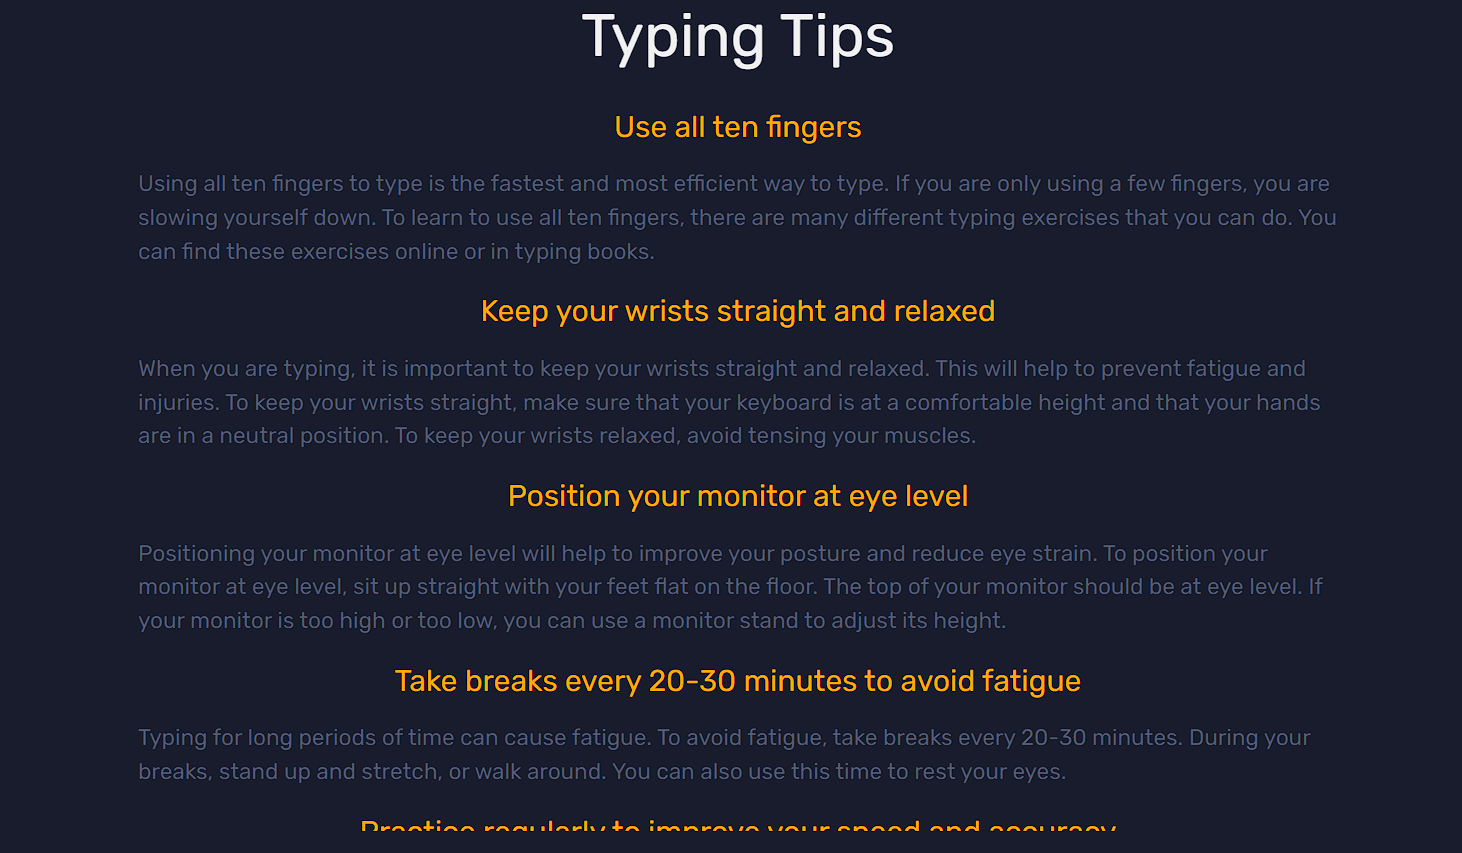 Typing Tips
Use all ten fingers
Using all ten fingers to type is the fastest and most efficient way to type. If you are only using a few fingers, you are
slowing yourself down. To learn to use all ten fingers, there are many different typing exercises that you can do. You
can find these exercises online or in typing books.
Keep your wrists straight and relaxed
When you are typing, it is important to keep your wrists straight and relaxed. This will help to prevent fatigue and
injuries. To keep your wrists straight, make sure that your keyboard is at a comfortable height and that your hands
are in a neutral position. To keep your wrists relaxed, avoid tensing your muscles.
Position your monitor at eye level
Positioning your monitor at eye level will help to improve your posture and reduce eye strain. To position your
monitor at eye level, sit up straight with your feet flat on the floor. The top of your monitor should be at eye level. If
your monitor is too high or too low, you can use a monitor stand to adjust its height.
Take breaks every 20-30 minutes to avoid fatigue
Typing for long periods of time can cause fatigue. To avoid fatigue, take breaks every 20-30 minutes. During your
breaks, stand up and stretch, or walk around. You can also use this time to rest your eyes.
Practice regularly to improve your speed and accuracy